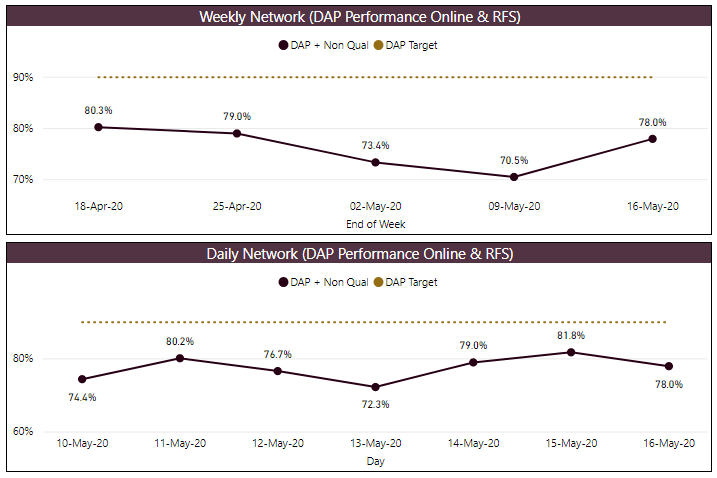 Weekly Network (DAP Performance Online & RFS)
DAP + Non Qual DAP Target
90%
80.3% 79.0% 73.4% 70.5% 78.0%
80%
70%
18-Apr-20 25-Apr-20 02-May-20 09-May-20 16-May-20
End of Week
Daily Network (DAP Performance Online & RFS)
DAP + Non Qual DAP Target
74.4% 80.2% 76.7% 72.3% 79.0% 81.8% 78.0%
80%
60%
10-May-20 11-May-20 12-May-20 13-May-20 14-May-20 15-May-20 16-May-20
Day